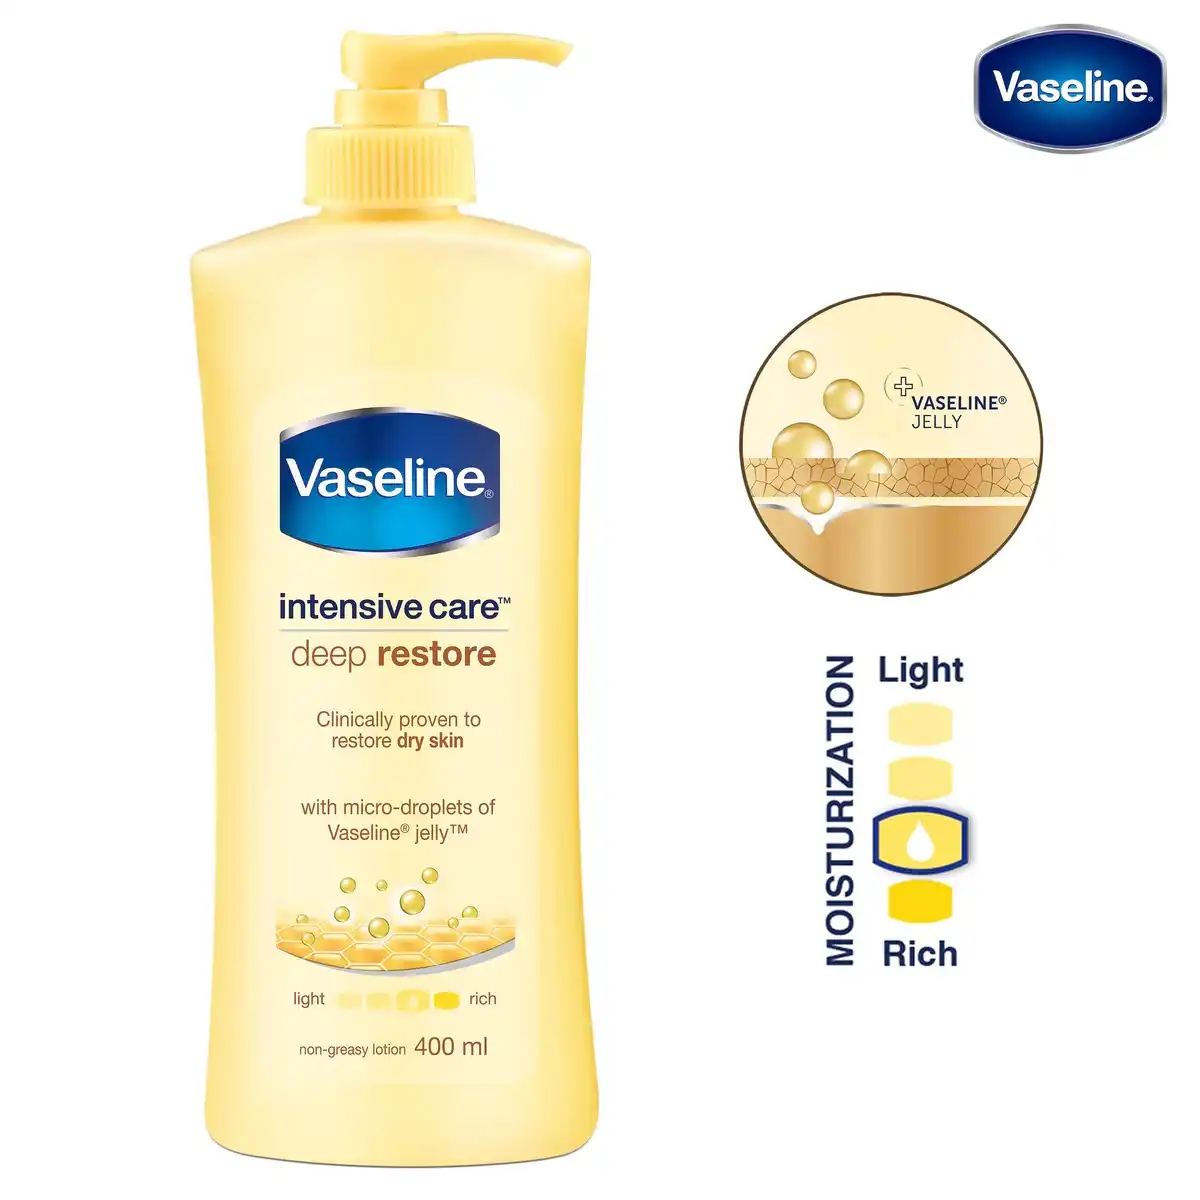 Vaseline®
Vaseline®
intensive care™
deep restore
Clinically proven to
restore dry skin
with micro-droplets of
Vaseline® jelly™
light rich
non-greasy lotion 400 ml
VASELINE®
JELLY
MOISTURIZATION
Light
Rich